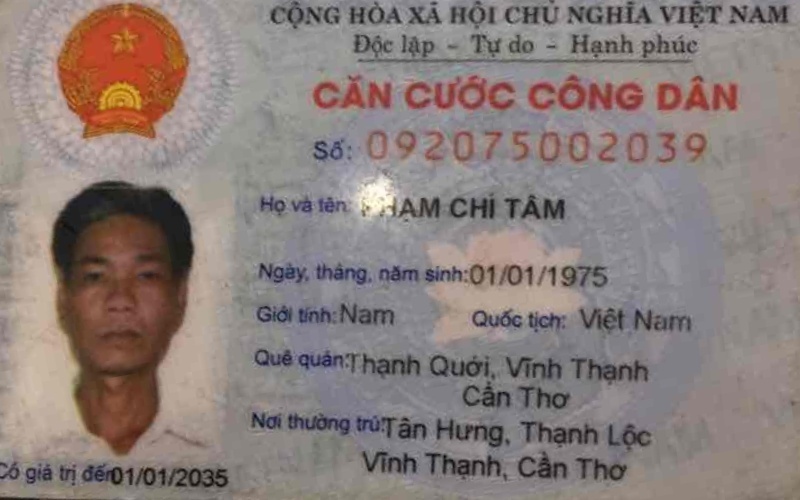 CỘNG HÒA XÃ HỘI CHỦ NGHĨA VIỆT NAM
Độc lập - Tự do - Hạnh phúc
CĂN CƯỚC CÔNG DÂN
Số: 092075002039
Họ và tên: PHẠM CHÍ TÂM
Ngày, tháng, năm sinh: 01/01/1975
Giới tính: Nam Quốc tịch: Việt Nam
Quê quán: Thạnh Quới, Vĩnh Thạnh
Cần Thơ
Nơi thường trú: Tân Hưng, Thạnh Lộc
Vĩnh Thạnh, Cần Thơ
Có giá trị đến 01/01/2035